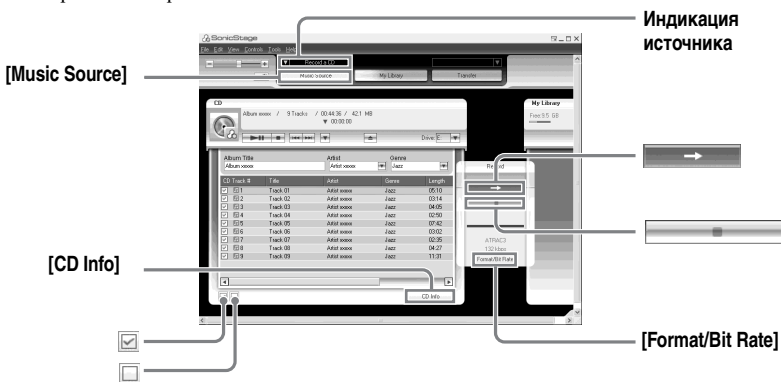 SonicStage
File Edit View Controls Tools Help
Record a CD
Music Source My Library Transfer
Индикация
источника
[Music Source]
CD
Album xxxxx / 9 Tracks / 00:44:36 / 42.1 MB
00:00:00
Drive: E:
My Library
Free:9.5 GB
Album Title Artist Genre
Album xxxxx Artist xxxxx Jazz
Record
CD Track # Title Artist Genre Length
1 Track 01 Artist xxxxx Jazz 05:10
2 Track 02 Artist xxxxx Jazz 03:14
3 Track 03 Artist xxxxx Jazz 04:05
4 Track 04 Artist xxxxx Jazz 02:50
5 Track 05 Artist xxxxx Jazz 07:42
6 Track 06 Artist xxxxx Jazz 03:02
7 Track 07 Artist xxxxx Jazz 02:35
8 Track 08 Artist xxxxx Jazz 04:27
9 Track 09 Artist xxxxx Jazz 11:31
ATRAC3
132 kbps
Format/Bit Rate
[CD Info]
CD Info
[Format/Bit Rate]